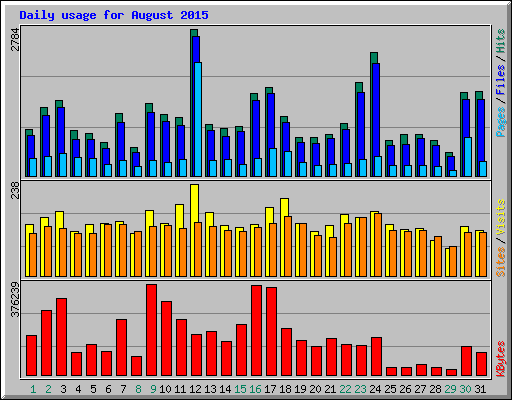 Daily usage for August 2015
2784
Pages / Files / Hits
238
Sites / Visits
376239
KBytes
1 2 3 4 5 6 7 8 9 10 11 12 13 14 15 16 17 18 19 20 21 22 23 24 25 26 27 28 29 30 31